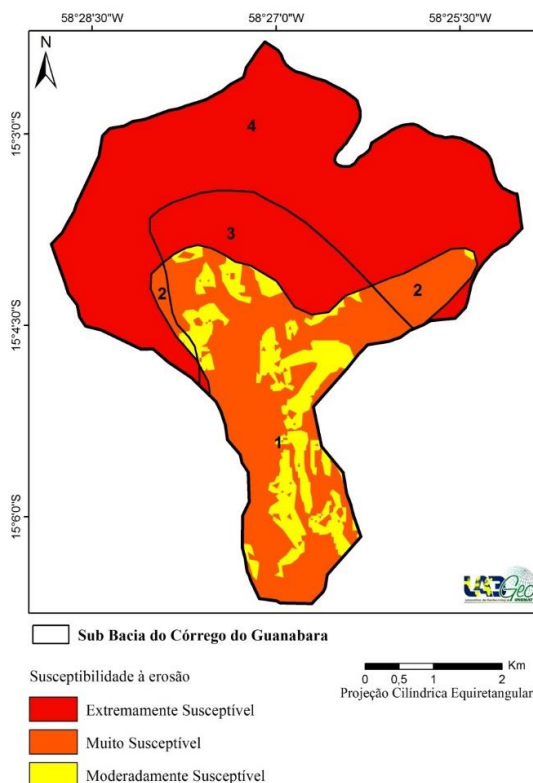 58°28'30"W 58°27'0"W 58°25'30"W
N
15°3'0"S
4
3
2 2
15°4'30"S
1
15°6'0"S
Geo
Sub Bacia do Córrego do Guanabara
Susceptibilidade à erosão
Extremamente Susceptível
Muito Susceptível
Moderadamente Susceptível
Km
0 0,5 1 2
Projeção Cilíndrica Equiretangular